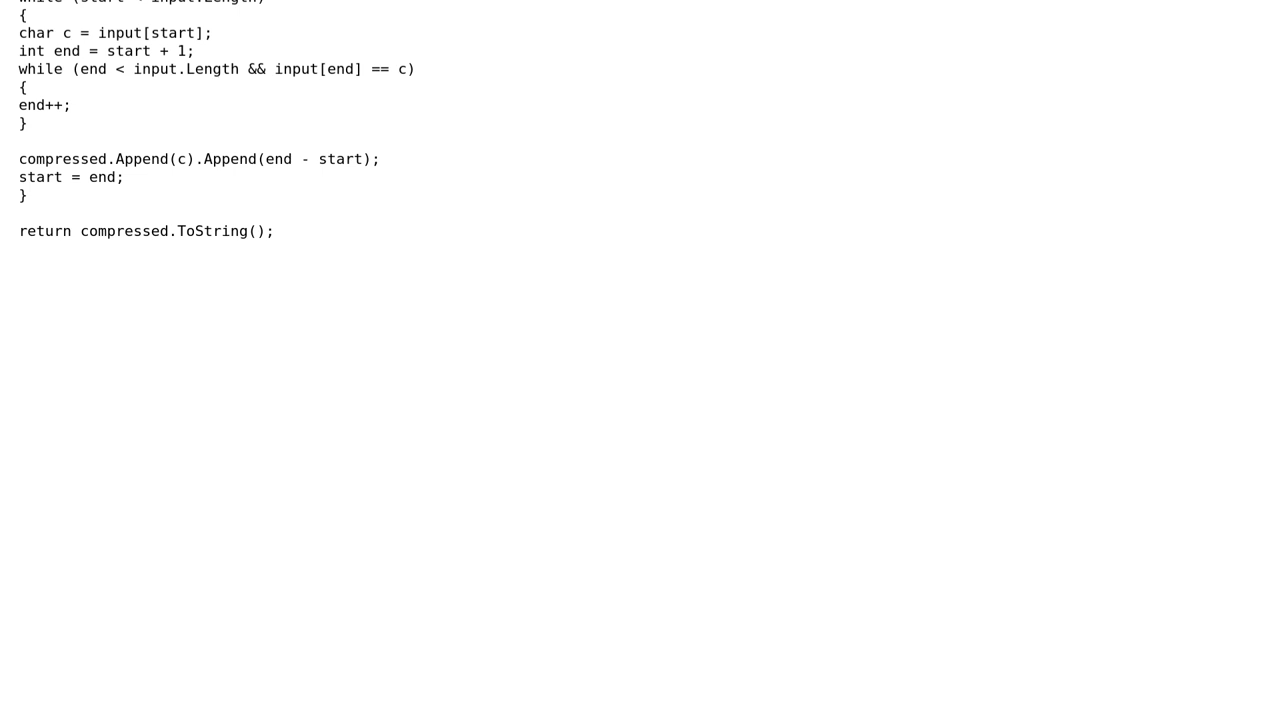 {
char c = input[start];
int end = start + 1;
while (end < input.Length && input[end] == c)
{
end++;
}
compressed.Append(c).Append(end - start);
start = end;
}
return compressed.ToString();